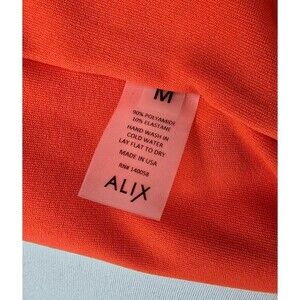 M
90% POLYAMIDE
10% ELASTANE
HAND WASH IN
COLD WATER
LAY FLAT TO DRY
MADE IN USA
RN# 140058
ALIX